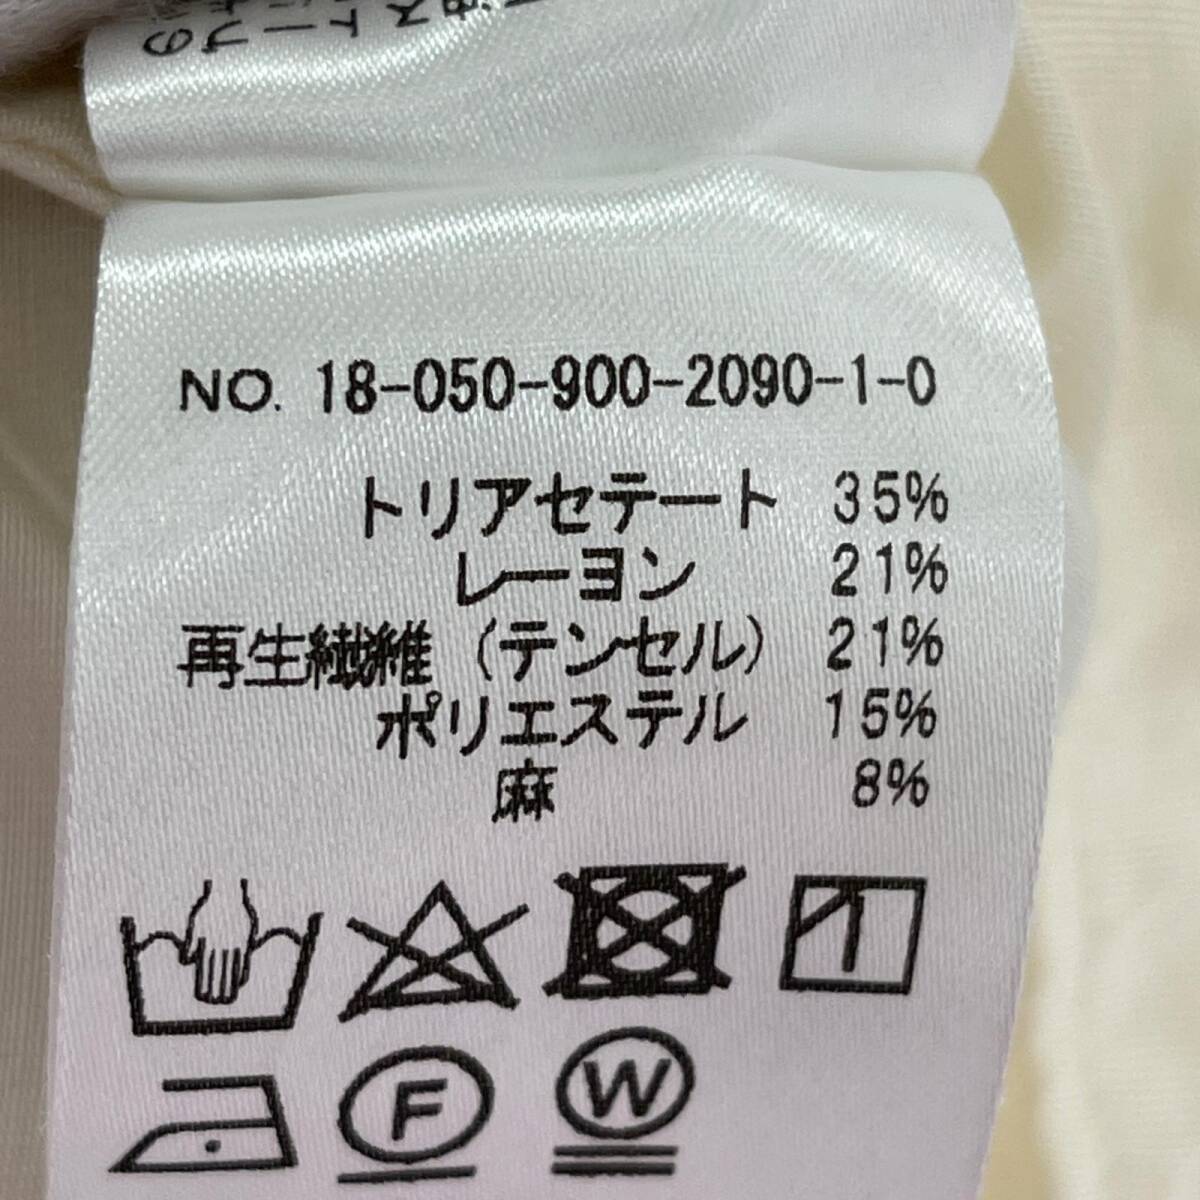 NO. 18-050-900-2090-1-0
トリアセテート 35%
レーヨン 21%
再生繊維(テンセル) 21%
ポリエステル 15%
麻 8%
F
W